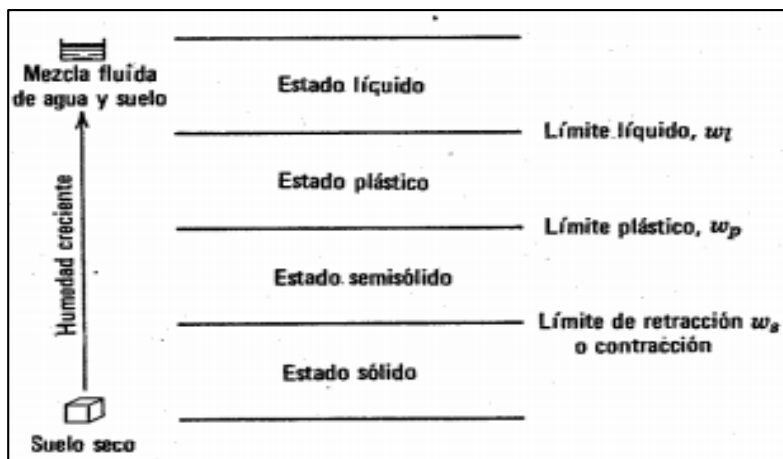 Mezcla fluída
de agua y suelo
Humedad creciente
Suelo seco
Estado líquido
Estado plástico
Estado semisólido
Estado sólido
Límite líquido, wl
Límite plástico, wp
Límite de retracción ws
o contracción